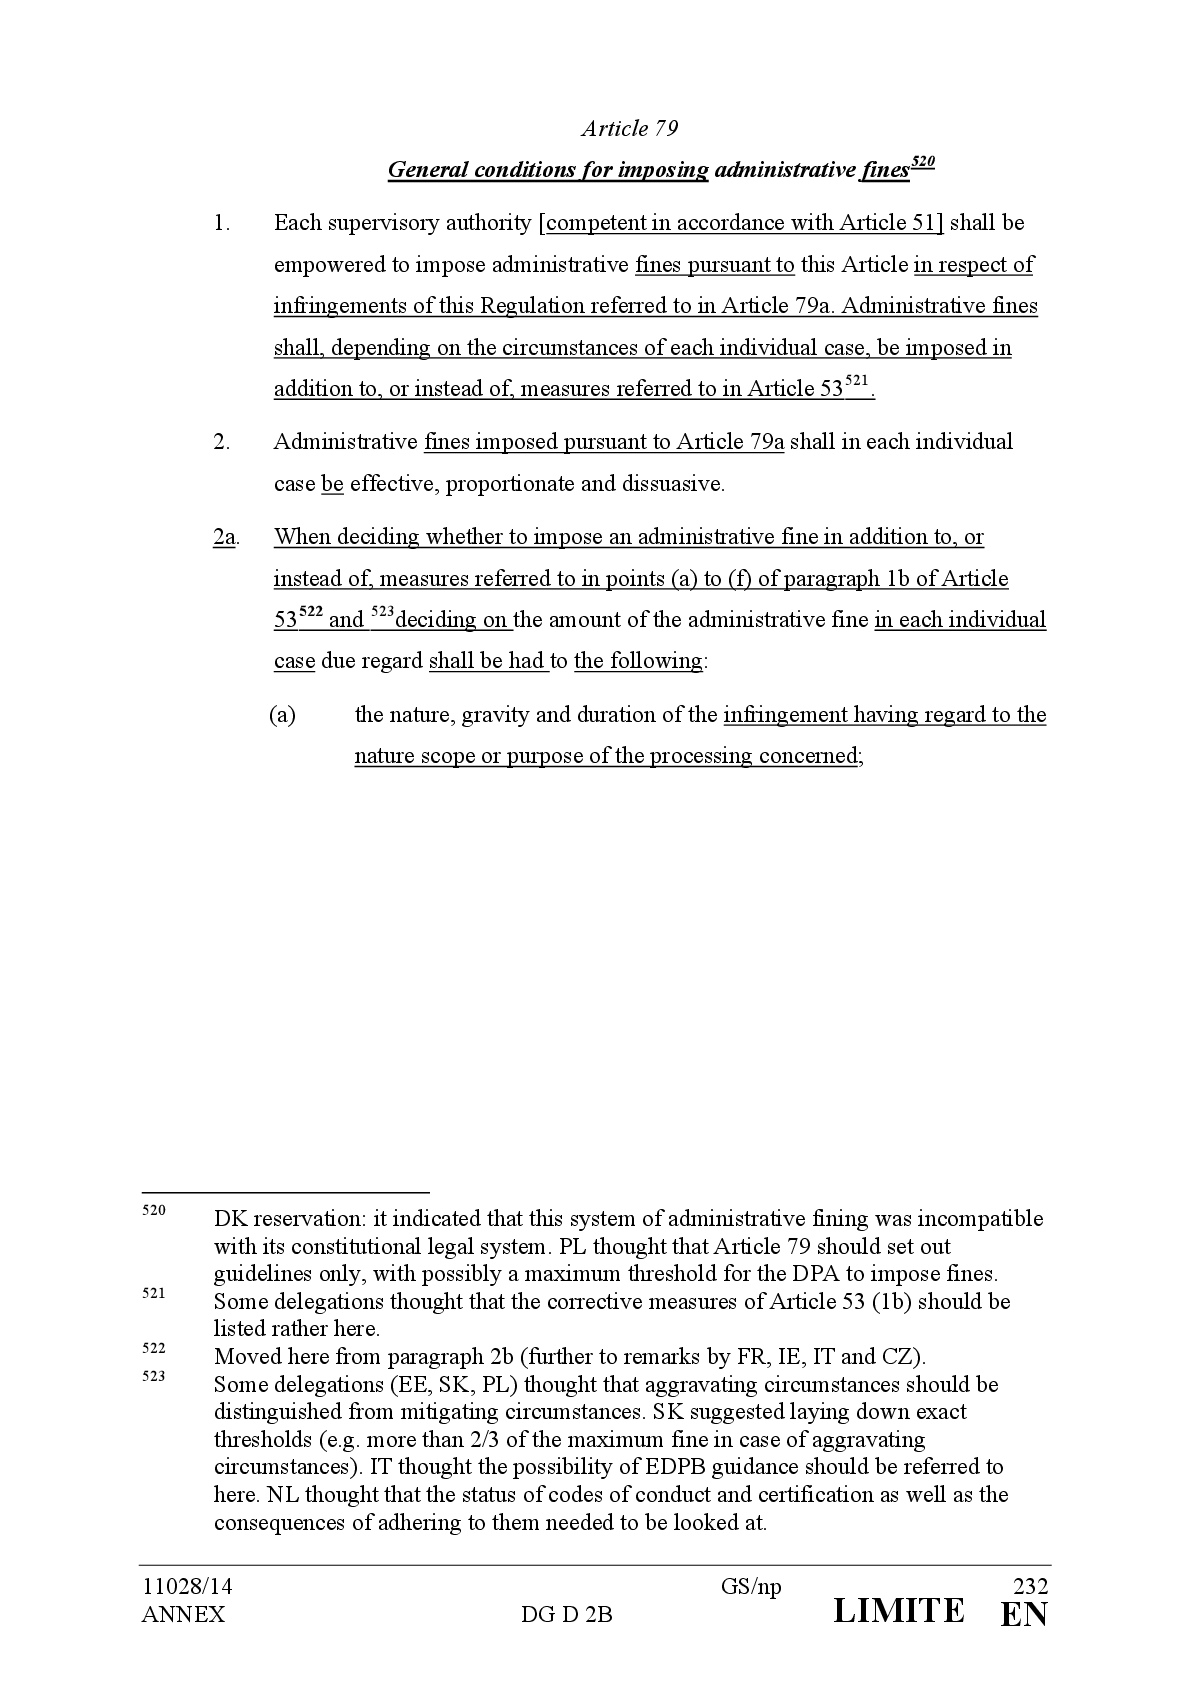 Article 79
General conditions for imposing administrative fines520
1. Each supervisory authority [competent in accordance with Article 51] shall be
empowered to impose administrative fines pursuant to this Article in respect of
infringements of this Regulation referred to in Article 79a. Administrative fines
shall, depending on the circumstances of each individual case, be imposed in
addition to, or instead of, measures referred to in Article 53521.
2. Administrative fines imposed pursuant to Article 79a shall in each individual
case be effective, proportionate and dissuasive.
2a. When deciding whether to impose an administrative fine in addition to, or
instead of, measures referred to in points (a) to (f) of paragraph 1b of Article
53522 and 523deciding on the amount of the administrative fine in each individual
case due regard shall be had to the following:
(a) the nature, gravity and duration of the infringement having regard to the
nature scope or purpose of the processing concerned;
520 DK reservation: it indicated that this system of administrative fining was incompatible
with its constitutional legal system. PL thought that Article 79 should set out
guidelines only, with possibly a maximum threshold for the DPA to impose fines.
521 Some delegations thought that the corrective measures of Article 53 (1b) should be
listed rather here.
522 Moved here from paragraph 2b (further to remarks by FR, IE, IT and CZ).
523 Some delegations (EE, SK, PL) thought that aggravating circumstances should be
distinguished from mitigating circumstances. SK suggested laying down exact
thresholds (e.g. more than 2/3 of the maximum fine in case of aggravating
circumstances). IT thought the possibility of EDPB guidance should be referred to
here. NL thought that the status of codes of conduct and certification as well as the
consequences of adhering to them needed to be looked at.
11028/14 GS/np 232
ANNEX DG D 2B LIMITE EN